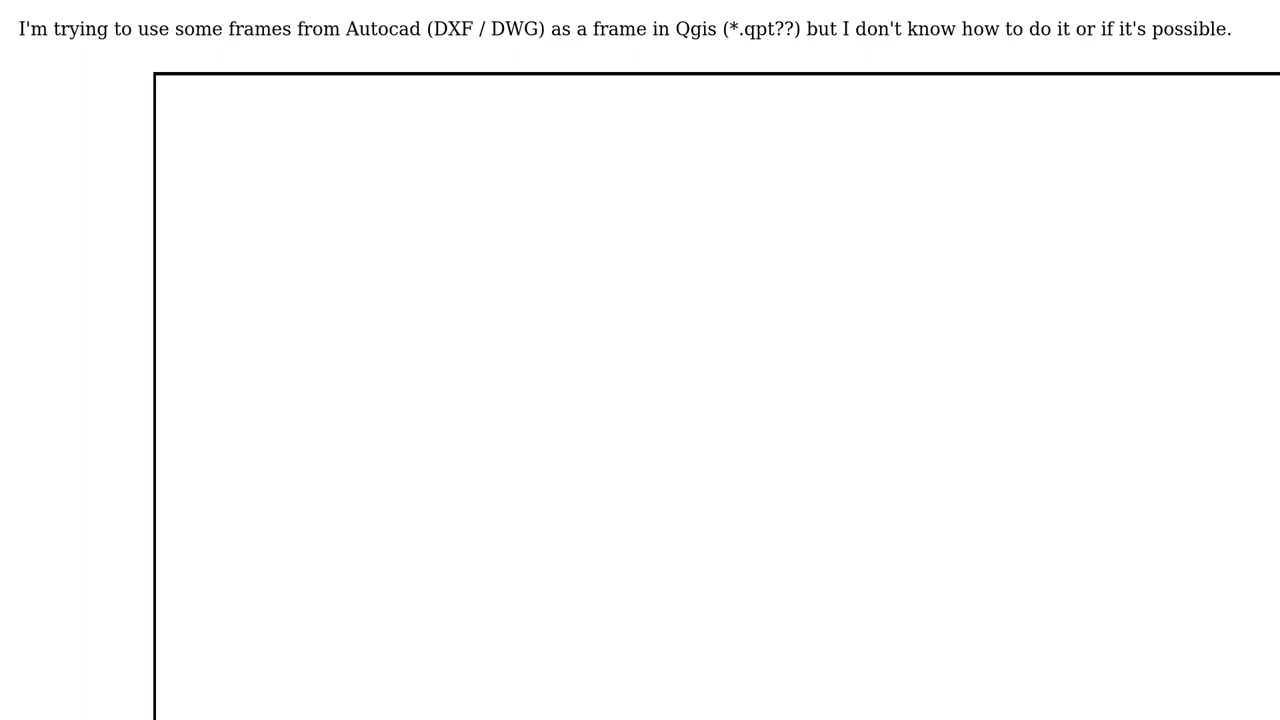 I'm trying to use some frames from Autocad (DXF / DWG) as a frame in Qgis (*.qpt??) but I don't know how to do it or if it's possible.